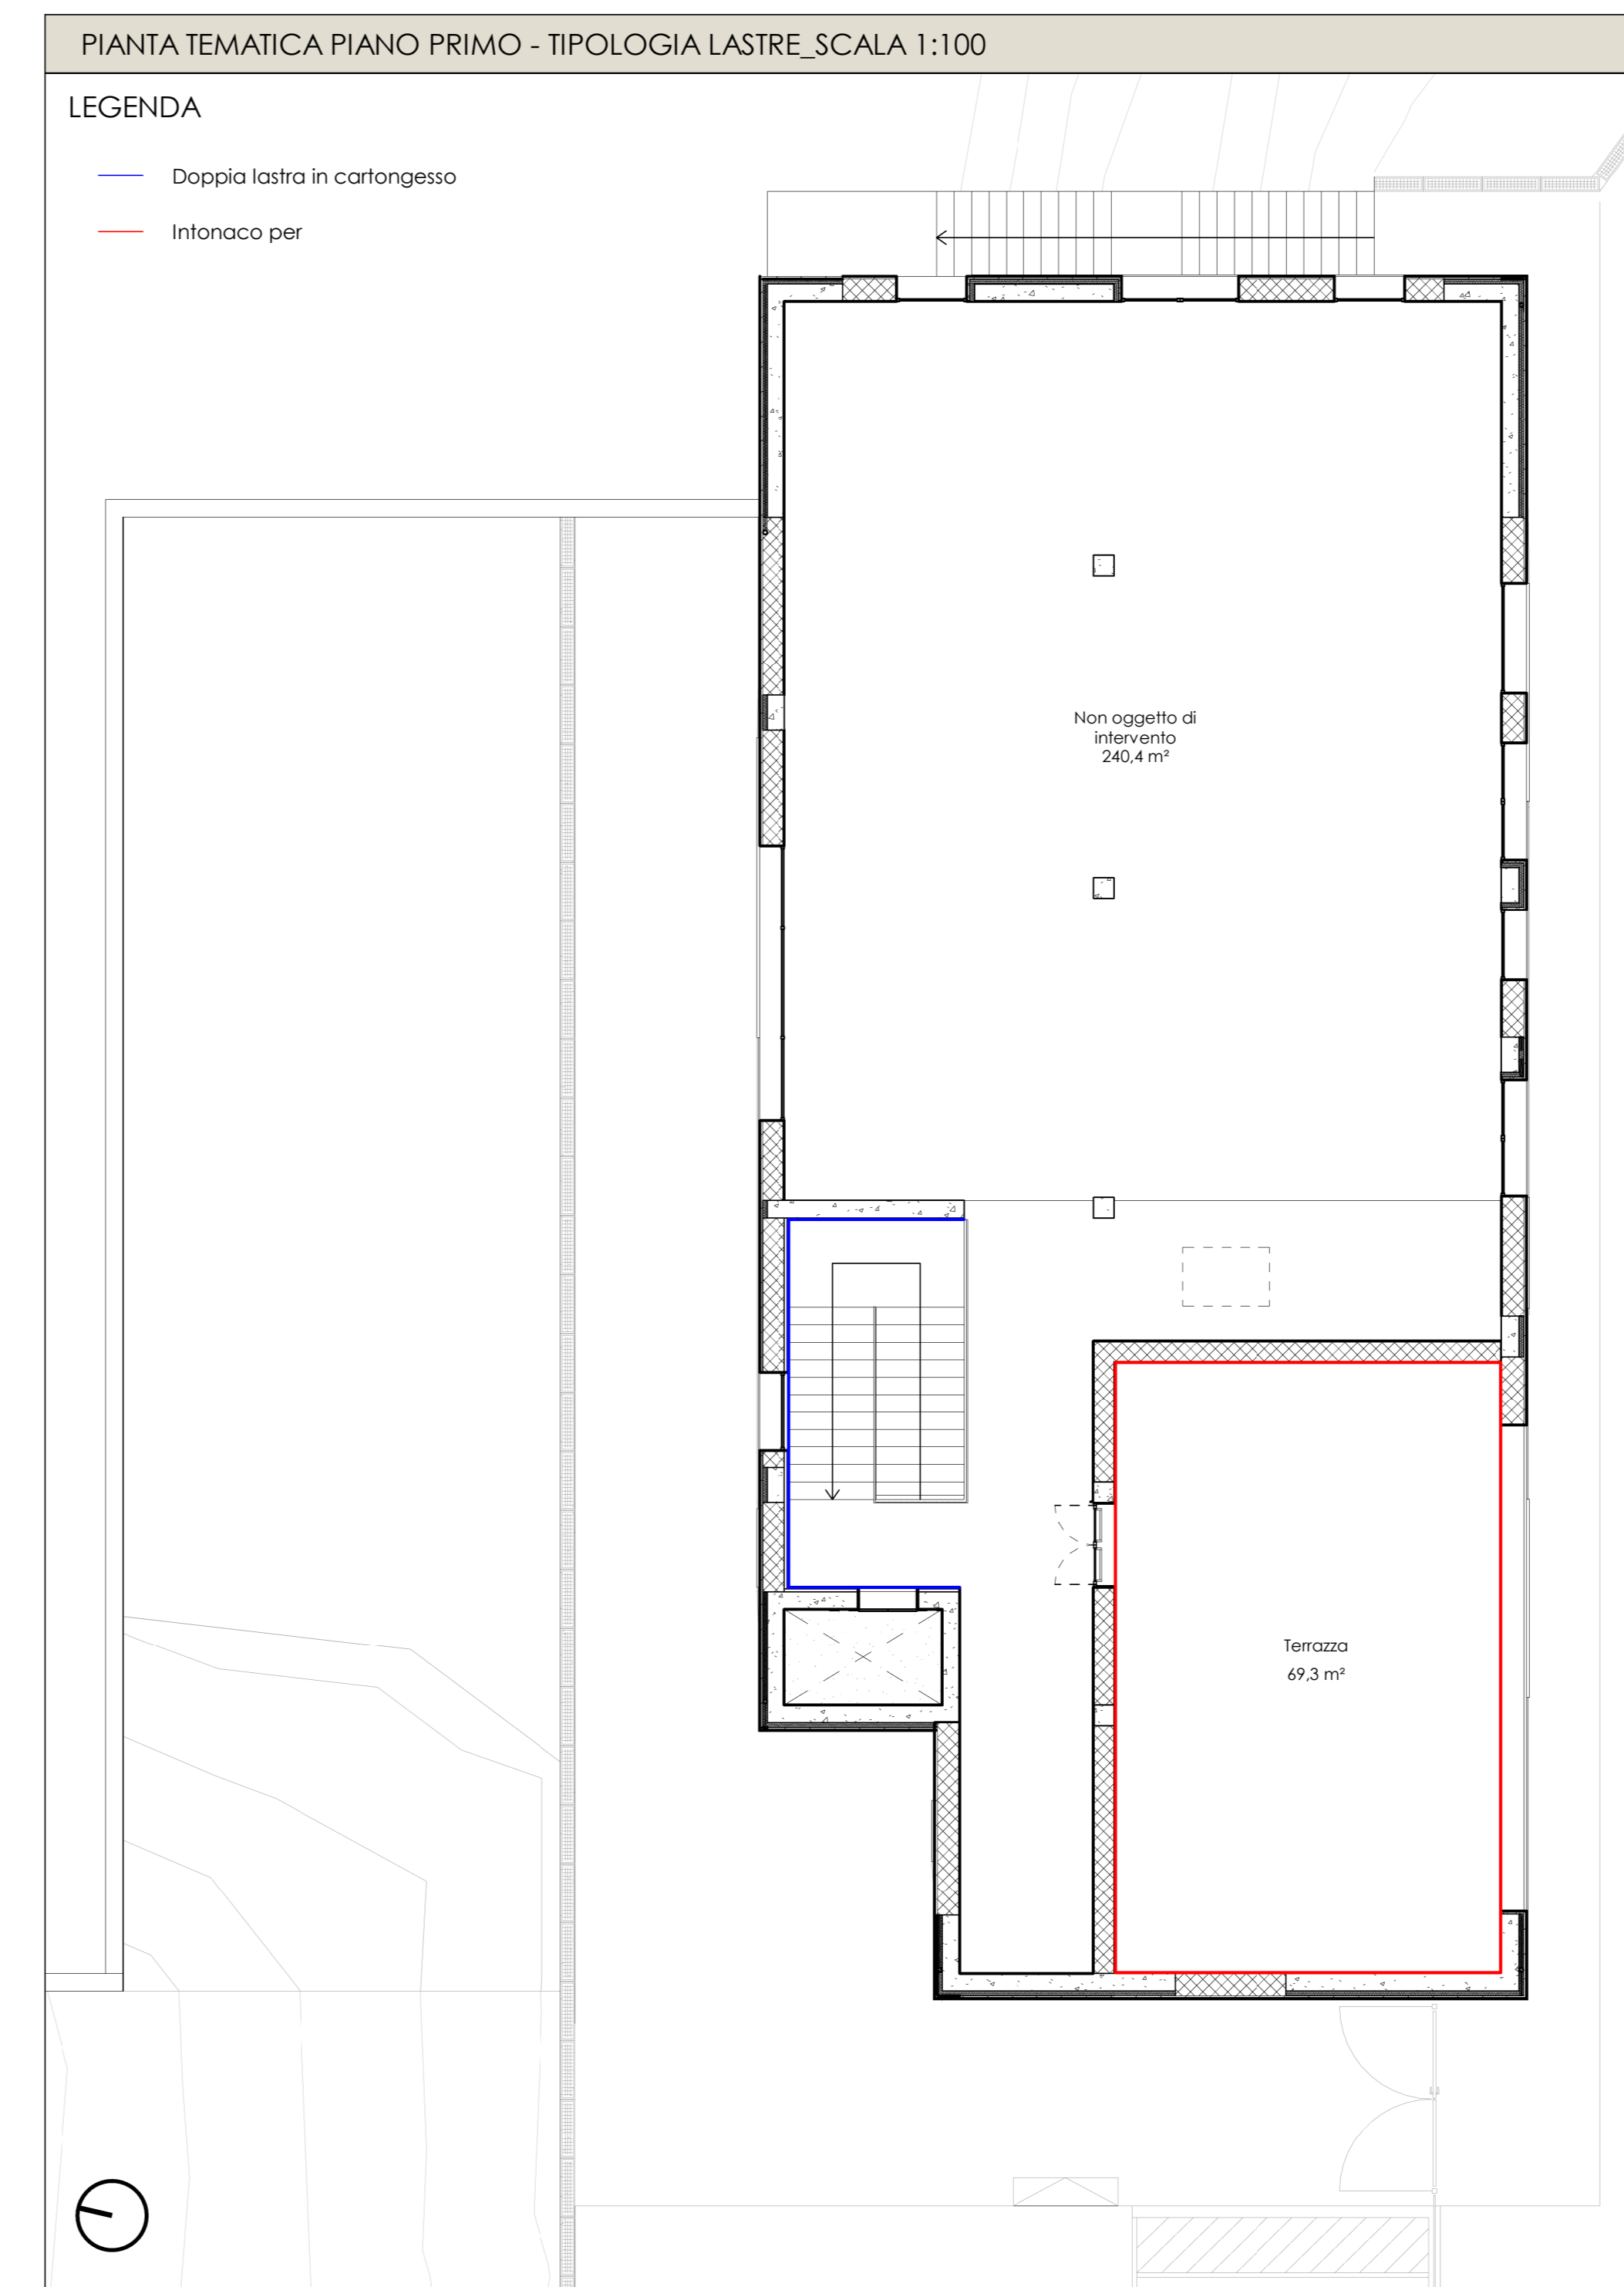 PIANTA TEMATICA PIANO PRIMO - TIPOLOGIA LASTRE_SCALA 1:100
LEGENDA
Doppia lastra in cartongesso
Intonaco per
Non oggetto di
intervento
240,4 m²
Terrazza
69,3 m²